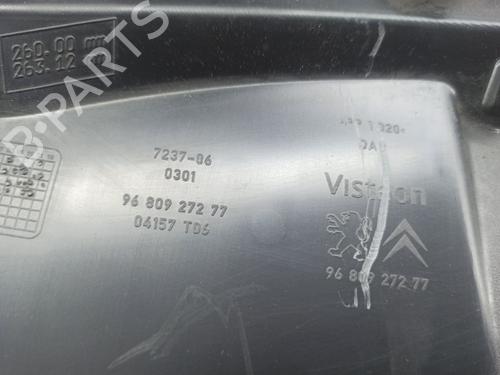 260.00 mm
263.12
B-PARTS
7237-06
0301
96 809 272 77
04157 T06
Visteon
96 809 272 77